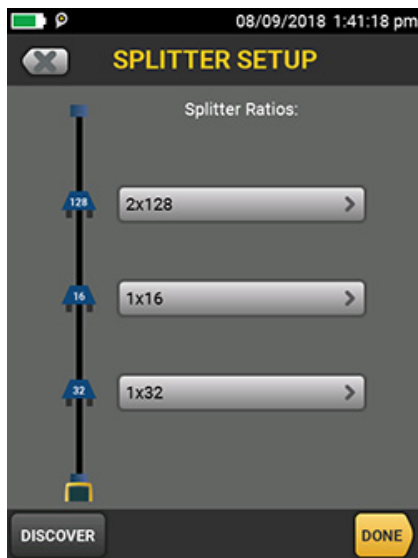 08/09/2018 1:41:18 pm
SPLITTER SETUP
Splitter Ratios:
128
2x128
16
1x16
32
1x32
DISCOVER
DONE